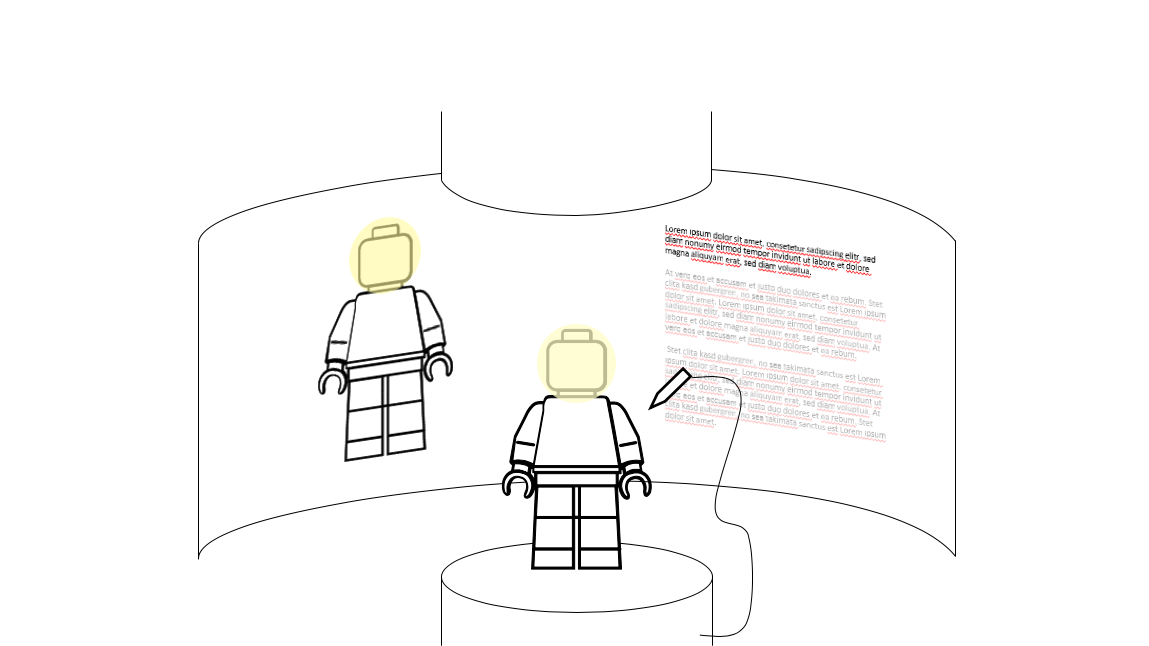 Lorem ipsum dolor sit amet, consetetur sadipscing elitr, sed
diam nonumy eirmod tempor invidunt ut labore et dolore
magna aliquyam erat, sed diam voluptua.
At vero eos et accusam et justo duo dolores et ea rebum. Stet
clita kasd gubergren, no sea takimata sanctus est Lorem ipsum
dolor sit amet. Lorem ipsum dolor sit amet, consetetur
sadipscing elitr, sed diam nonumy eirmod tempor invidunt ut
labore et dolore magna aliquyam erat, sed diam voluptua. At
vero eos et accusam et justo duo dolores et ea rebum.
Stet clita kasd gubergren, no sea takimata sanctus est Lorem
ipsum dolor sit amet. Lorem ipsum dolor sit amet, consetetur
elitr, sed diam nonumy eirmod tempor invidunt ut
et dolore magna aliquyam erat, sed diam voluptua. At
eos et accusam et justo duo dolores et ea rebum. Stet
clita kasd gubergren, no sea takimata sanctus est Lorem ipsum
dolor sit amet.